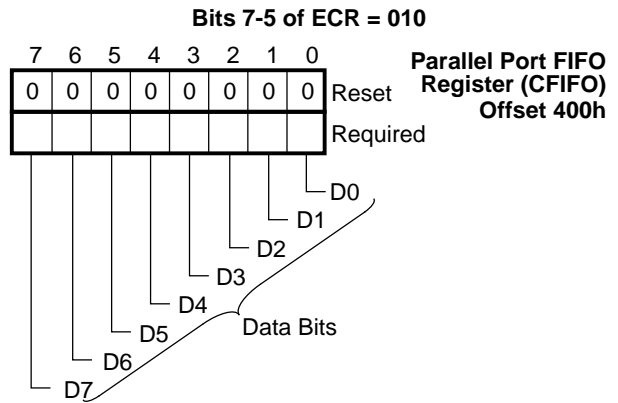 Bits 7-5 of ECR = 010
7 6 5 4 3 2 1 0
Parallel Port FIFO
Register (CFIFO)
Offset 400h
0 0 0 0 0 0 0 0 Reset
Required
D0
D1
D2
D3
D4
D5
D6
D7
Data Bits